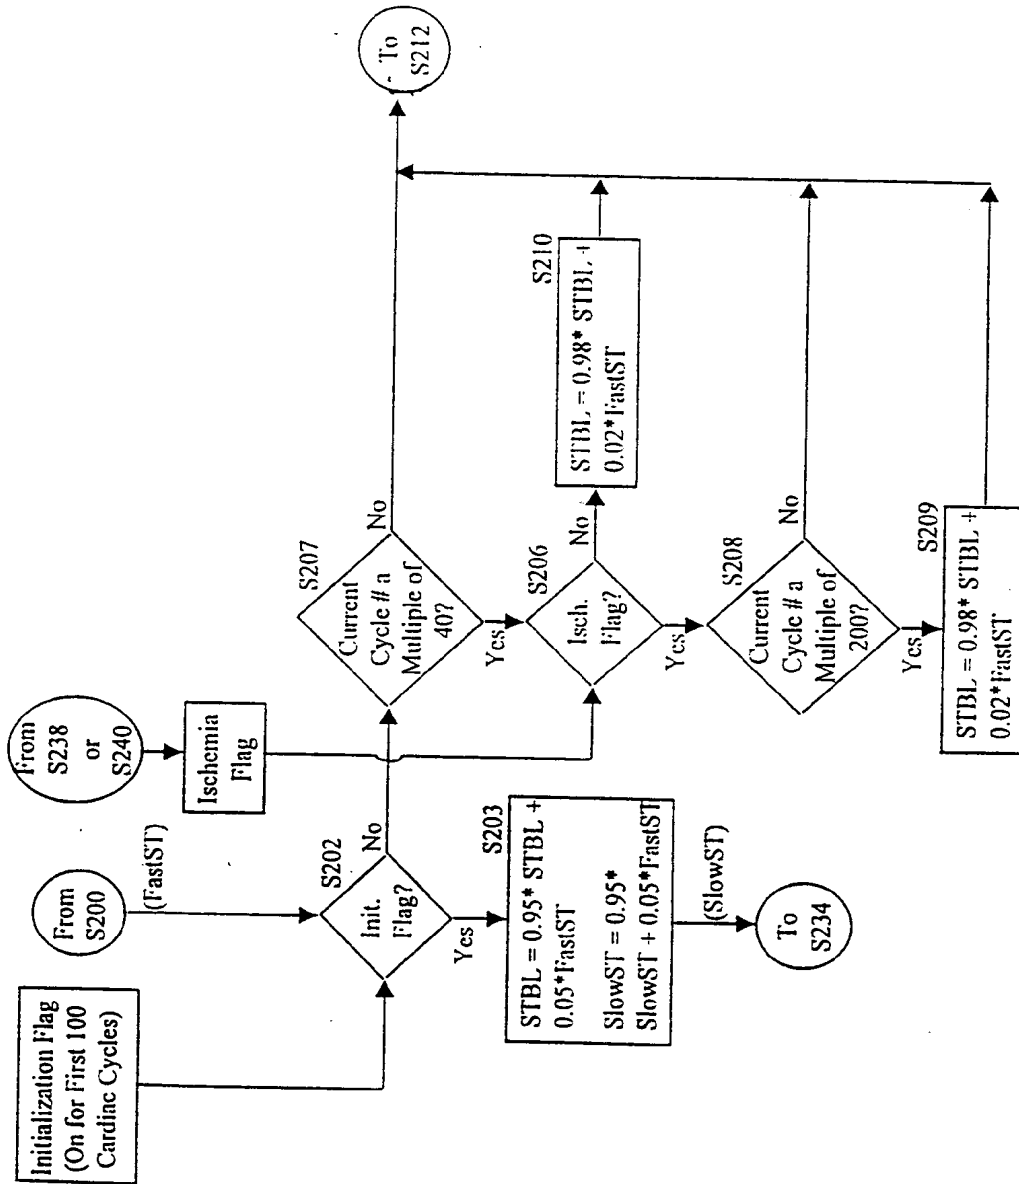 Initialization Flag
(On for First 100
Cardiac Cycles)
From
S200
(FastST)
From
S238
or
S240
Ischemia
Flag
S202
Init.
Flag?
No
Yes
S203
STBL = 0.95* STBL +
0.05*FastST
SlowST = 0.95*
SlowST + 0.05*FastST
(SlowST)
To
S234
S207
Current
Cycle # a
Multiple of
40?
No
Yes
S206
Isch.
Flag?
No
Yes
S210
STBL = 0.98* STBL +
0.02*FastST
S208
Current
Cycle # a
Multiple of
200?
No
Yes
S209
STBL = 0.98* STBL +
0.02*FastST
To
S212